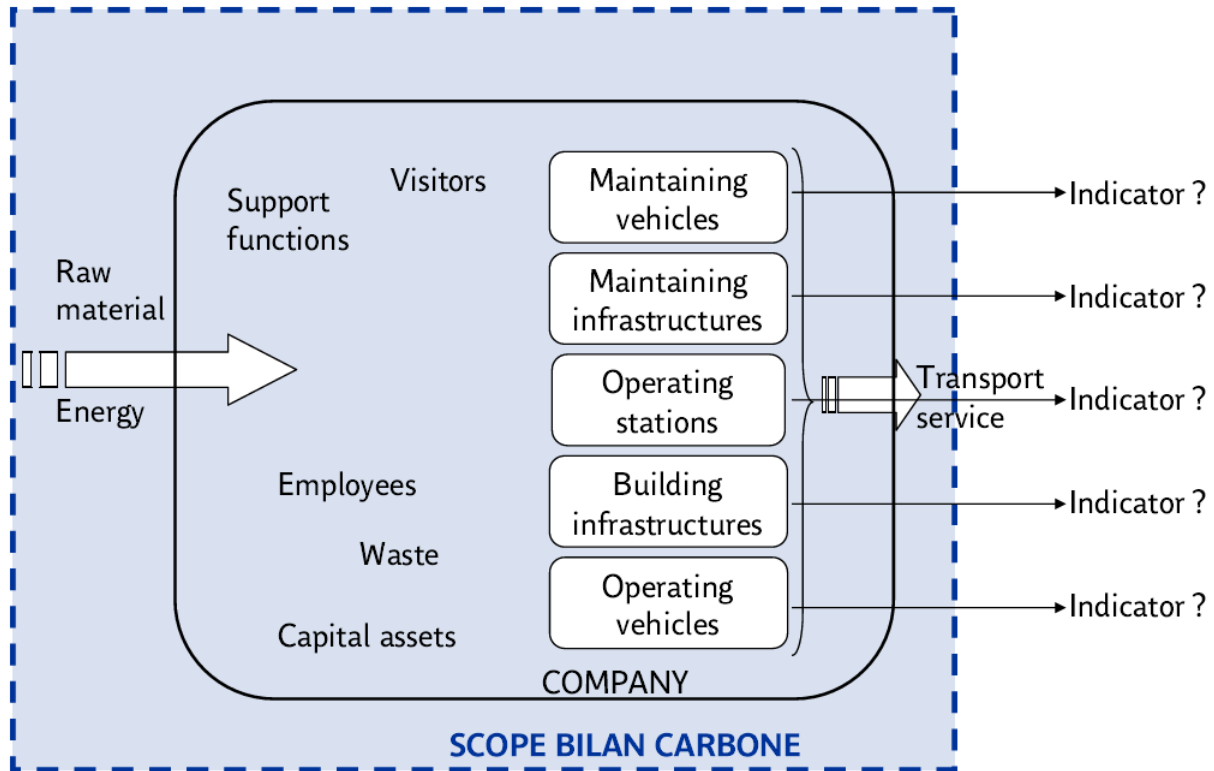 Visitors
Support
functions
Raw
material
Energy
Employees
Waste
Capital assets
Maintaining
vehicles
Maintaining
infrastructures
Operating
stations
Building
infrastructures
Operating
vehicles
Transport
service
Indicator ?
Indicator ?
Indicator ?
Indicator ?
Indicator ?
COMPANY
SCOPE BILAN CARBONE